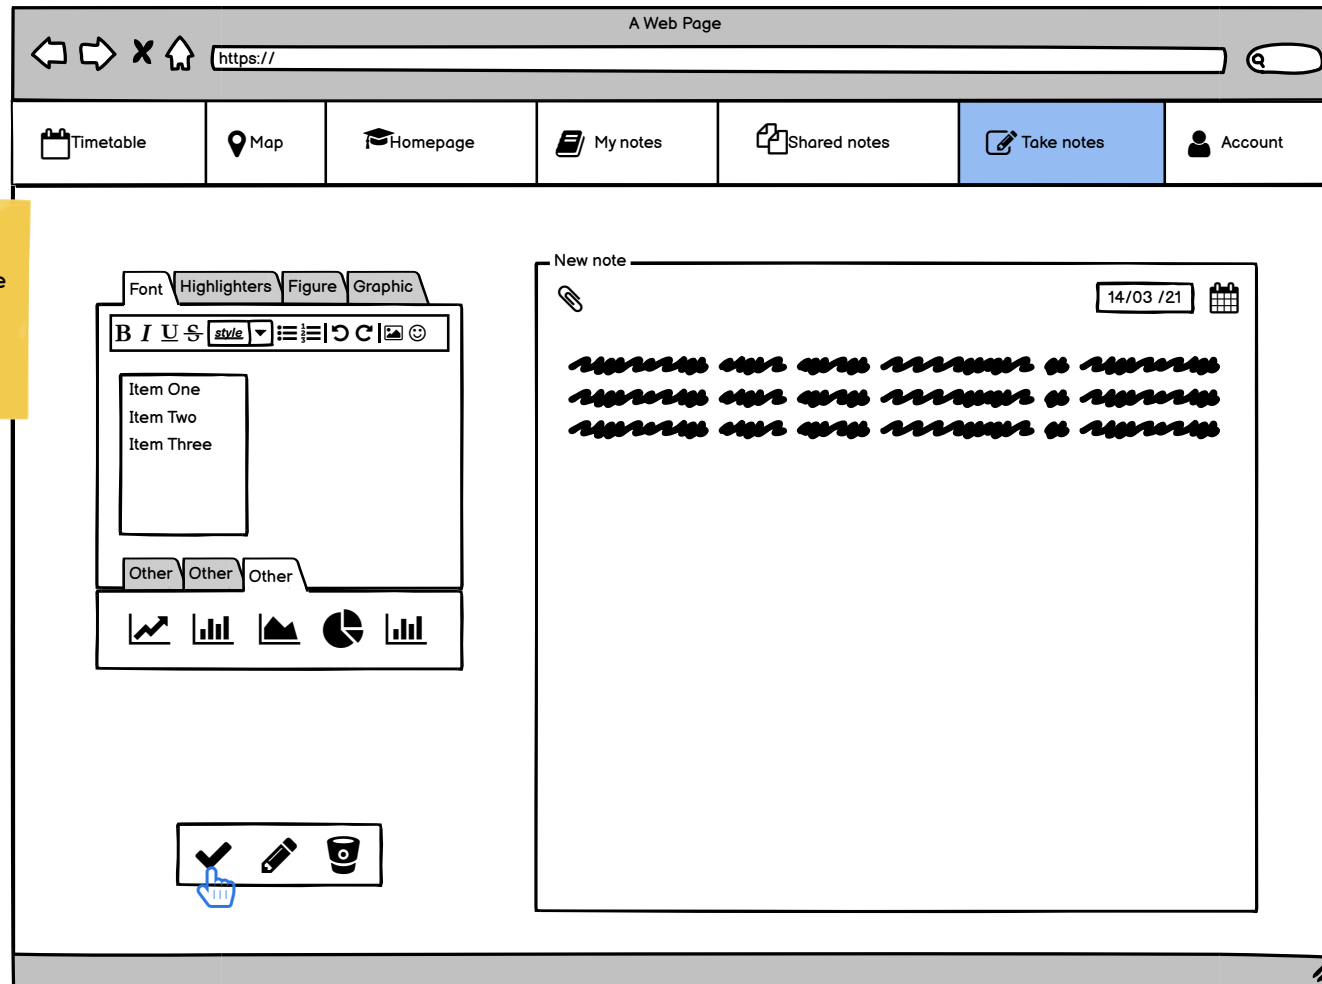 A Web Page
https://
Timetable
Map
Homepage
My notes
Shared notes
Take notes
Account
e
Font
Highlighters
Figure
Graphic
B I U S style
Item One
Item Two
Item Three
Other
Other
Other
New note
14/03 /21